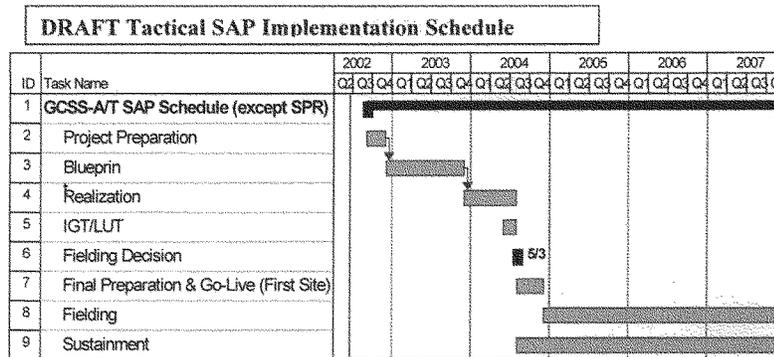 DRAFT Tactical SAP Implementation Schedule
2002 2003 2004 2005 2006 2007
ID Task Name Q2 Q3 Q4 Q1 Q2 Q3 Q4 Q1 Q2 Q3 Q4 Q1 Q2 Q3 Q4 Q1 Q2 Q3 Q4 Q1 Q2 Q3
1 GCSS-A/T SAP Schedule (except SPR)
2 Project Preparation
3 Blueprin
4 Realization
5 IGT/LUT
6 Fielding Decision 5/3
7 Final Preparation & Go-Live (First Site)
8 Fielding
9 Sustainment